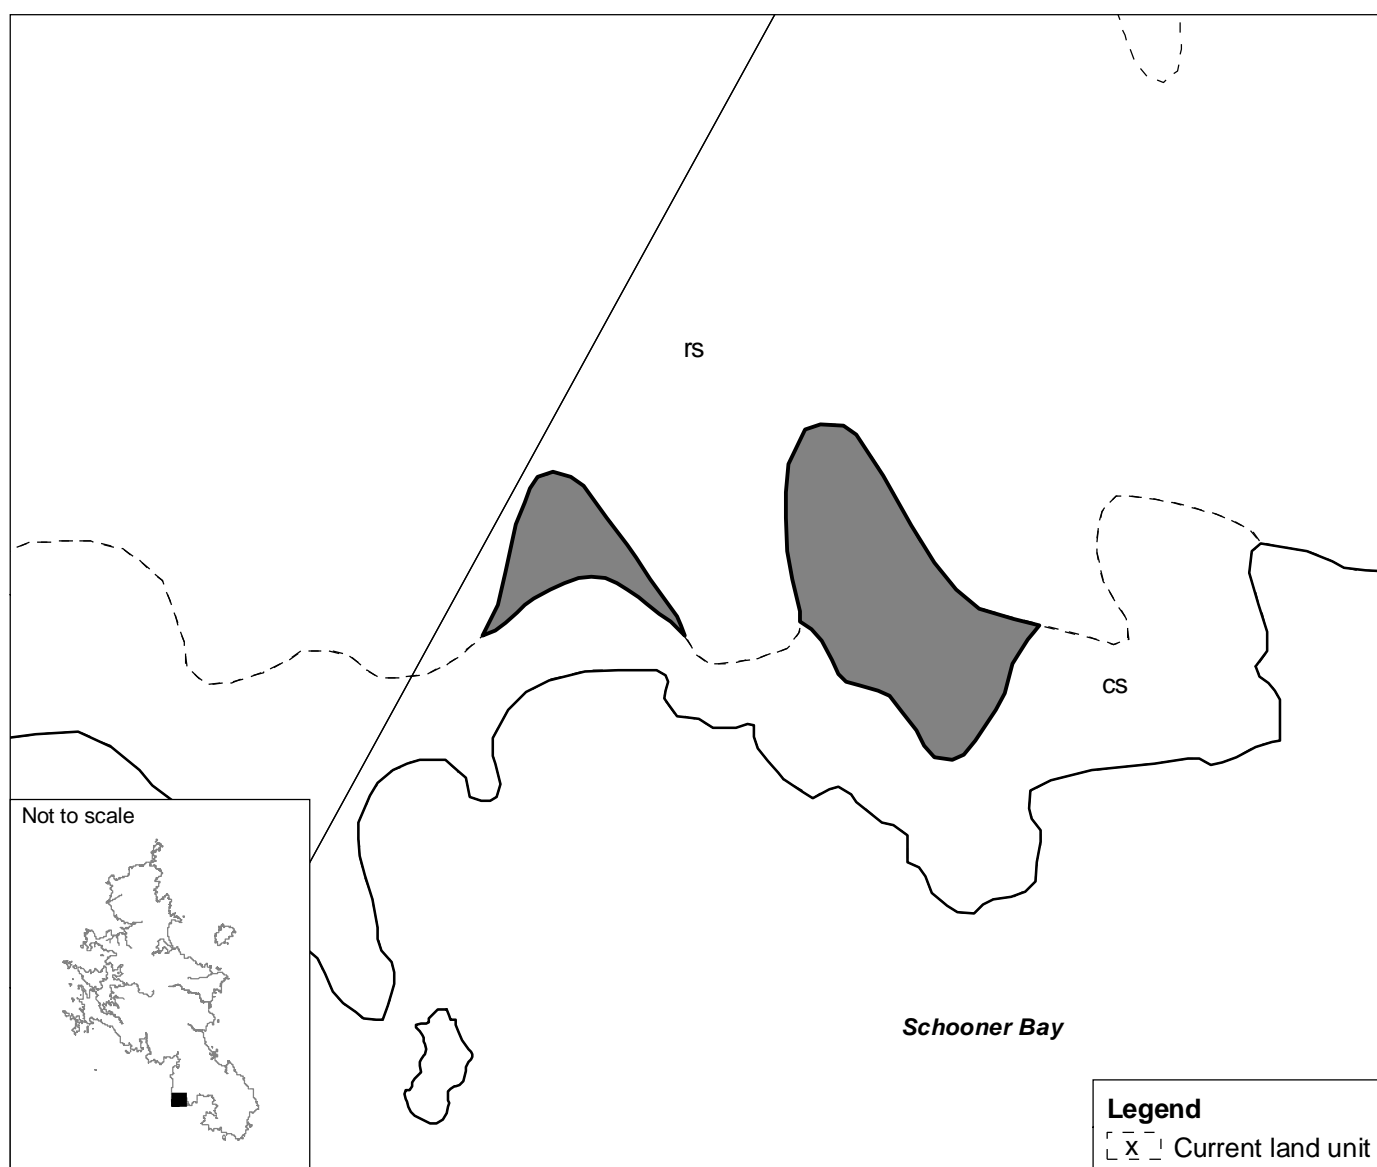 rs
cs
Not to scale
Schooner Bay
Legend
x Current land unit